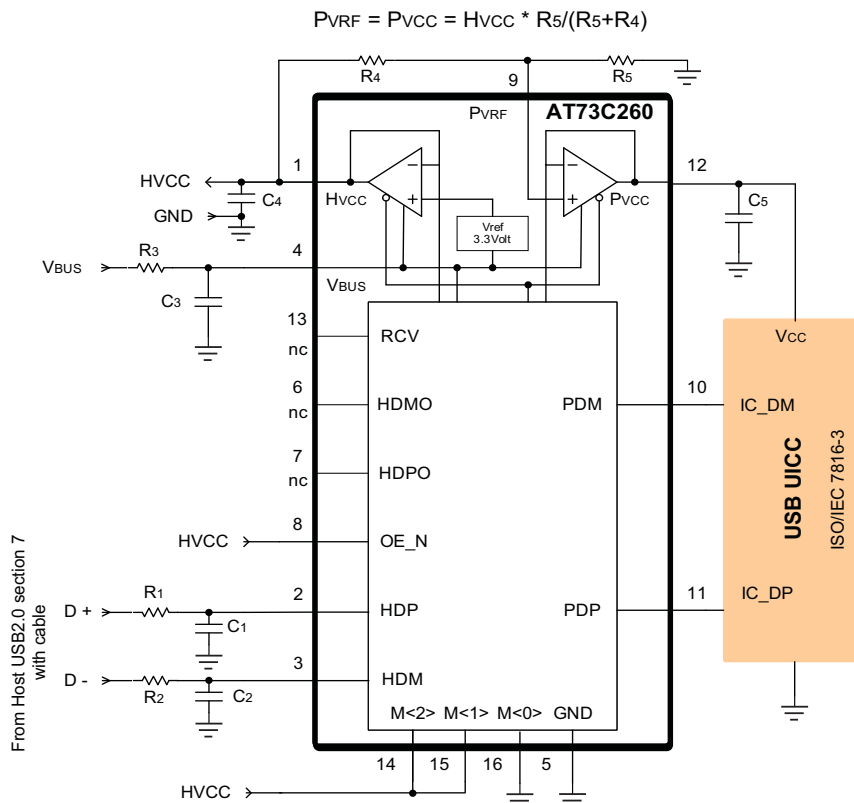 PVRF = PVCC = HVCC * R5/(R5+R4)
R4
R5
9
PVRF
AT73C260
1
12
HVCC
C4
GND
HVCC
PVCC
C5
Vref
3.3Volt
R3
4
VBUS
VBUS
C3
13
nc
RCV
VCC
6
nc
HDMO
PDM
10
IC_DM
7
nc
HDPO
USB UICC
ISO/IEC 7816-3
8
HVCC
OE_N
From Host USB2.0 section 7
with cable
D +
R1
2
HDP
PDP
11
IC_DP
C1
D -
R2
3
HDM
C2
M<2>
M<1>
M<0>
GND
14
15
16
5
HVCC